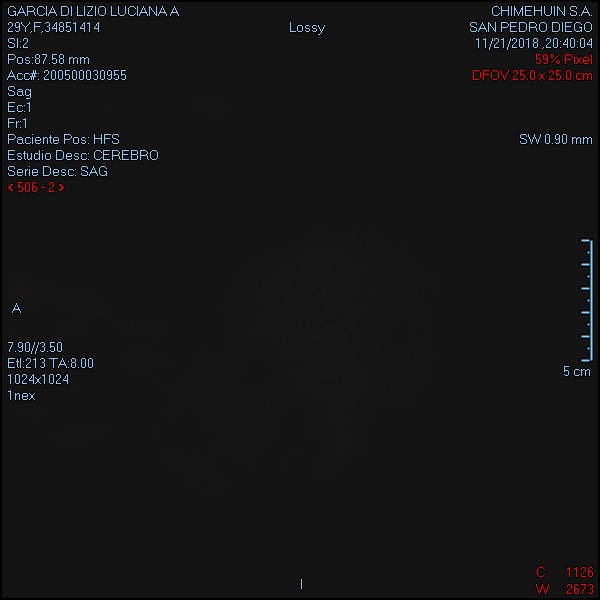 GARCIA DI LIZIO LUCIANA A
29Y,F,34851414
Sl:2
Pos:87.58 mm
Acc#: 200500030955
Sag
Ec:1
Fr:1
Paciente Pos: HFS
Estudio Desc: CEREBRO
Serie Desc: SAG
< 506 - 2 >
Lossy
CHIMEHUIN S.A.
SAN PEDRO DIEGO
11/21/2018 ,20:40:04
59% Pixel
DFOV 25.0 x 25.0 cm
SW 0.90 mm
A
7.90//3.50
Etl:213 TA:8.00
1024x1024
1nex
5 cm
I
C 1126
W 2673